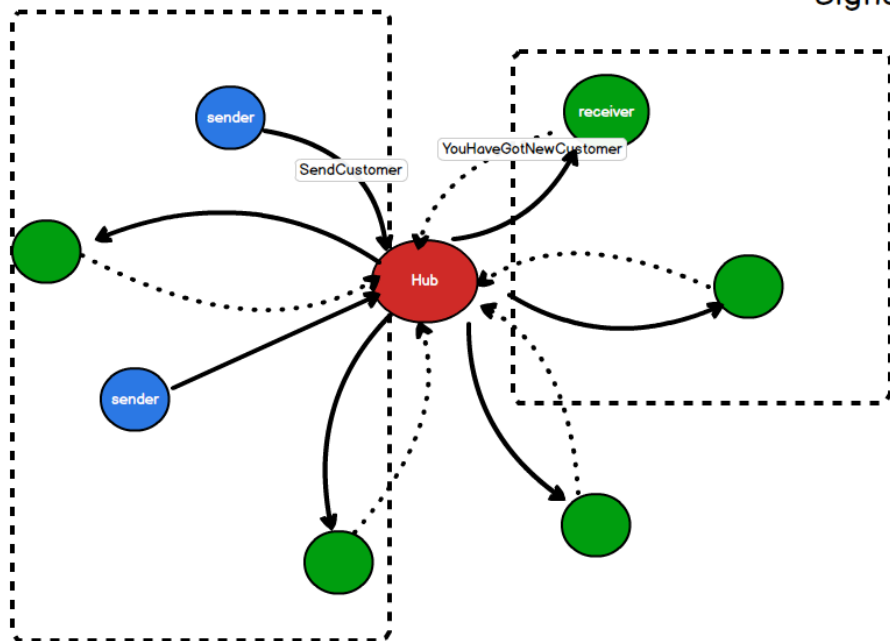 sender
receiver
YouHaveGotNewCustomer
SendCustomer
Hub
sender